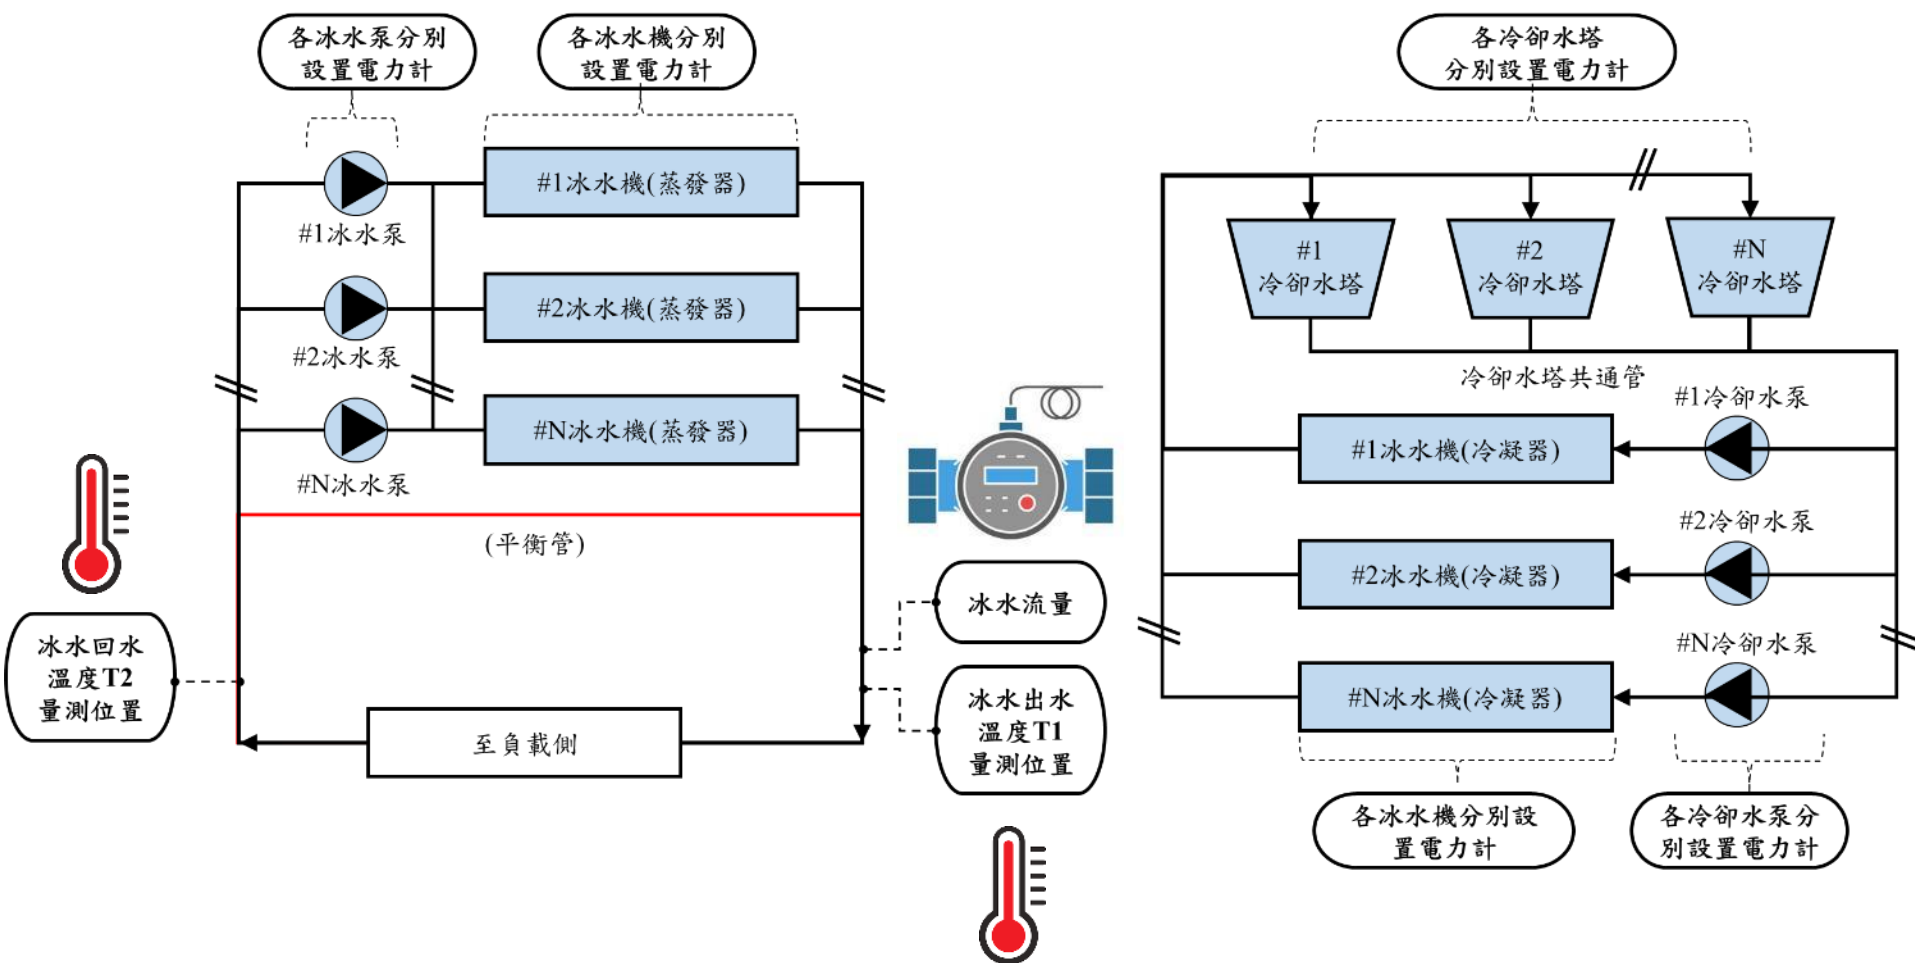 各冰水泵分別
設置電力計
各冰水機分別
設置電力計
各冷卻水塔
分別設置電力計
#1冰水機(蒸發器)
#1冰水泵
#2冰水機(蒸發器)
#2冰水泵
#N冰水機(蒸發器)
#N冰水泵
(平衡管)
冰水回水
溫度T2
量測位置
至負載側
冰水流量
冰水出水
溫度T1
量測位置
#1
冷卻水塔
#2
冷卻水塔
#N
冷卻水塔
冷卻水塔共通管
#1冷卻水泵
#1冰水機(冷凝器)
#2冷卻水泵
#2冰水機(冷凝器)
#N冷卻水泵
#N冰水機(冷凝器)
各冰水機分別設
置電力計
各冷卻水泵分
別設置電力計